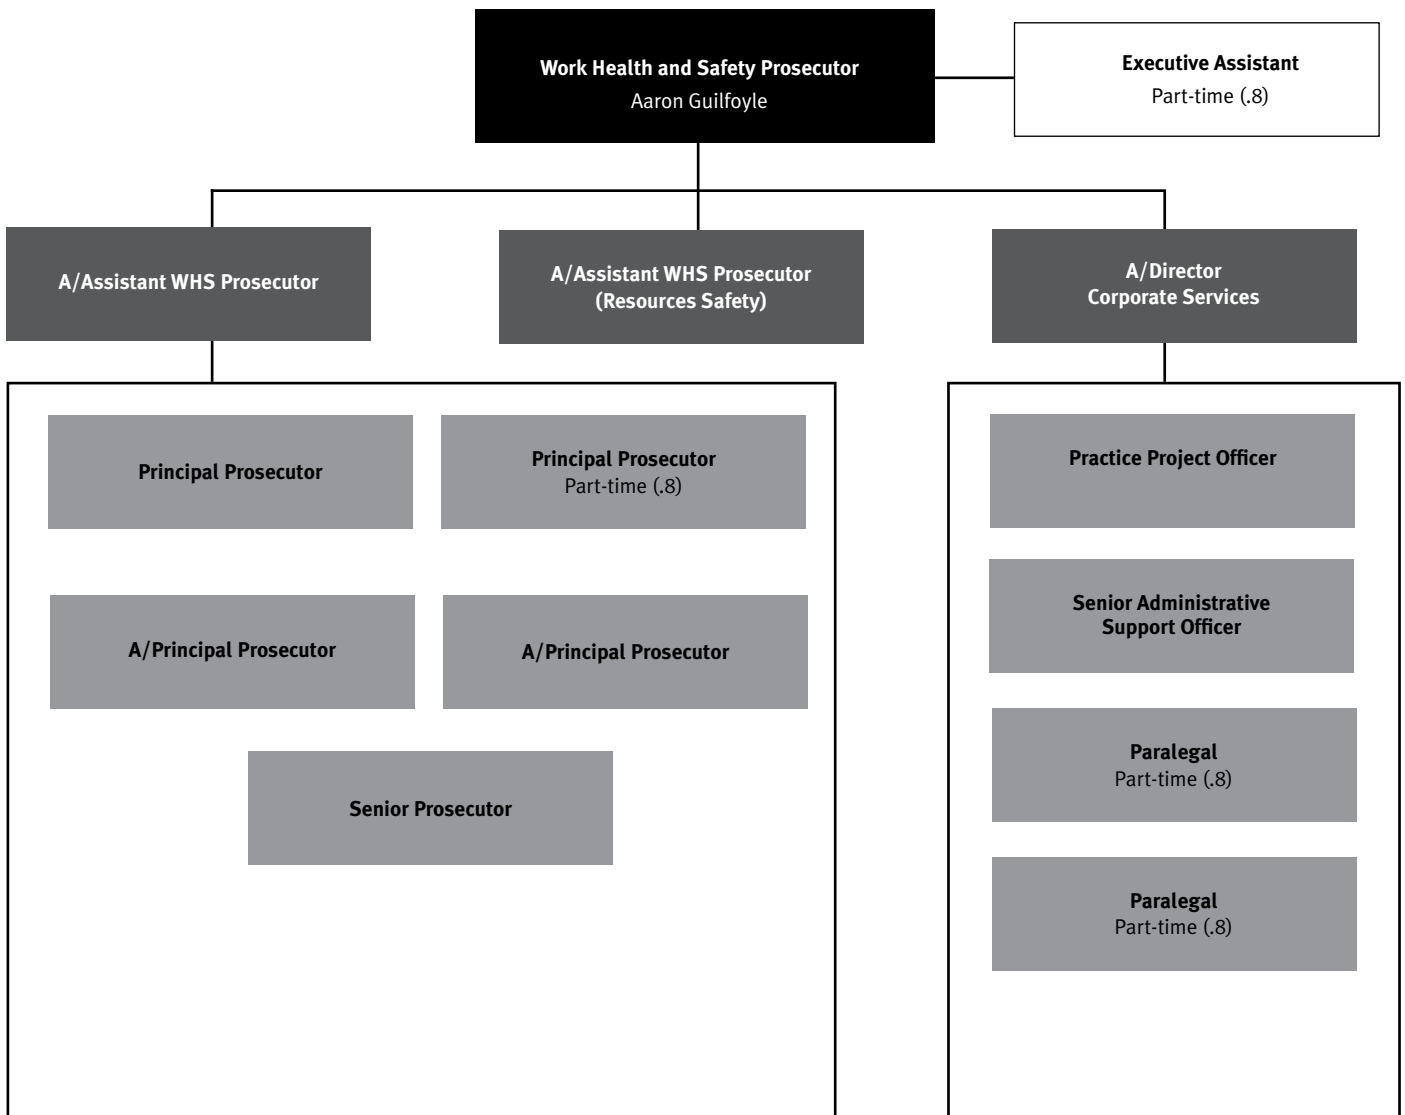 Work Health and Safety Prosecutor
Aaron Guilfoyle
Executive Assistant
Part-time (.8)
A/Assistant WHS Prosecutor
A/Assistant WHS Prosecutor
(Resources Safety)
A/Director
Corporate Services
Principal Prosecutor
Principal Prosecutor
Part-time (.8)
A/Principal Prosecutor
A/Principal Prosecutor
Senior Prosecutor
Practice Project Officer
Senior Administrative
Support Officer
Paralegal
Part-time (.8)
Paralegal
Part-time (.8)